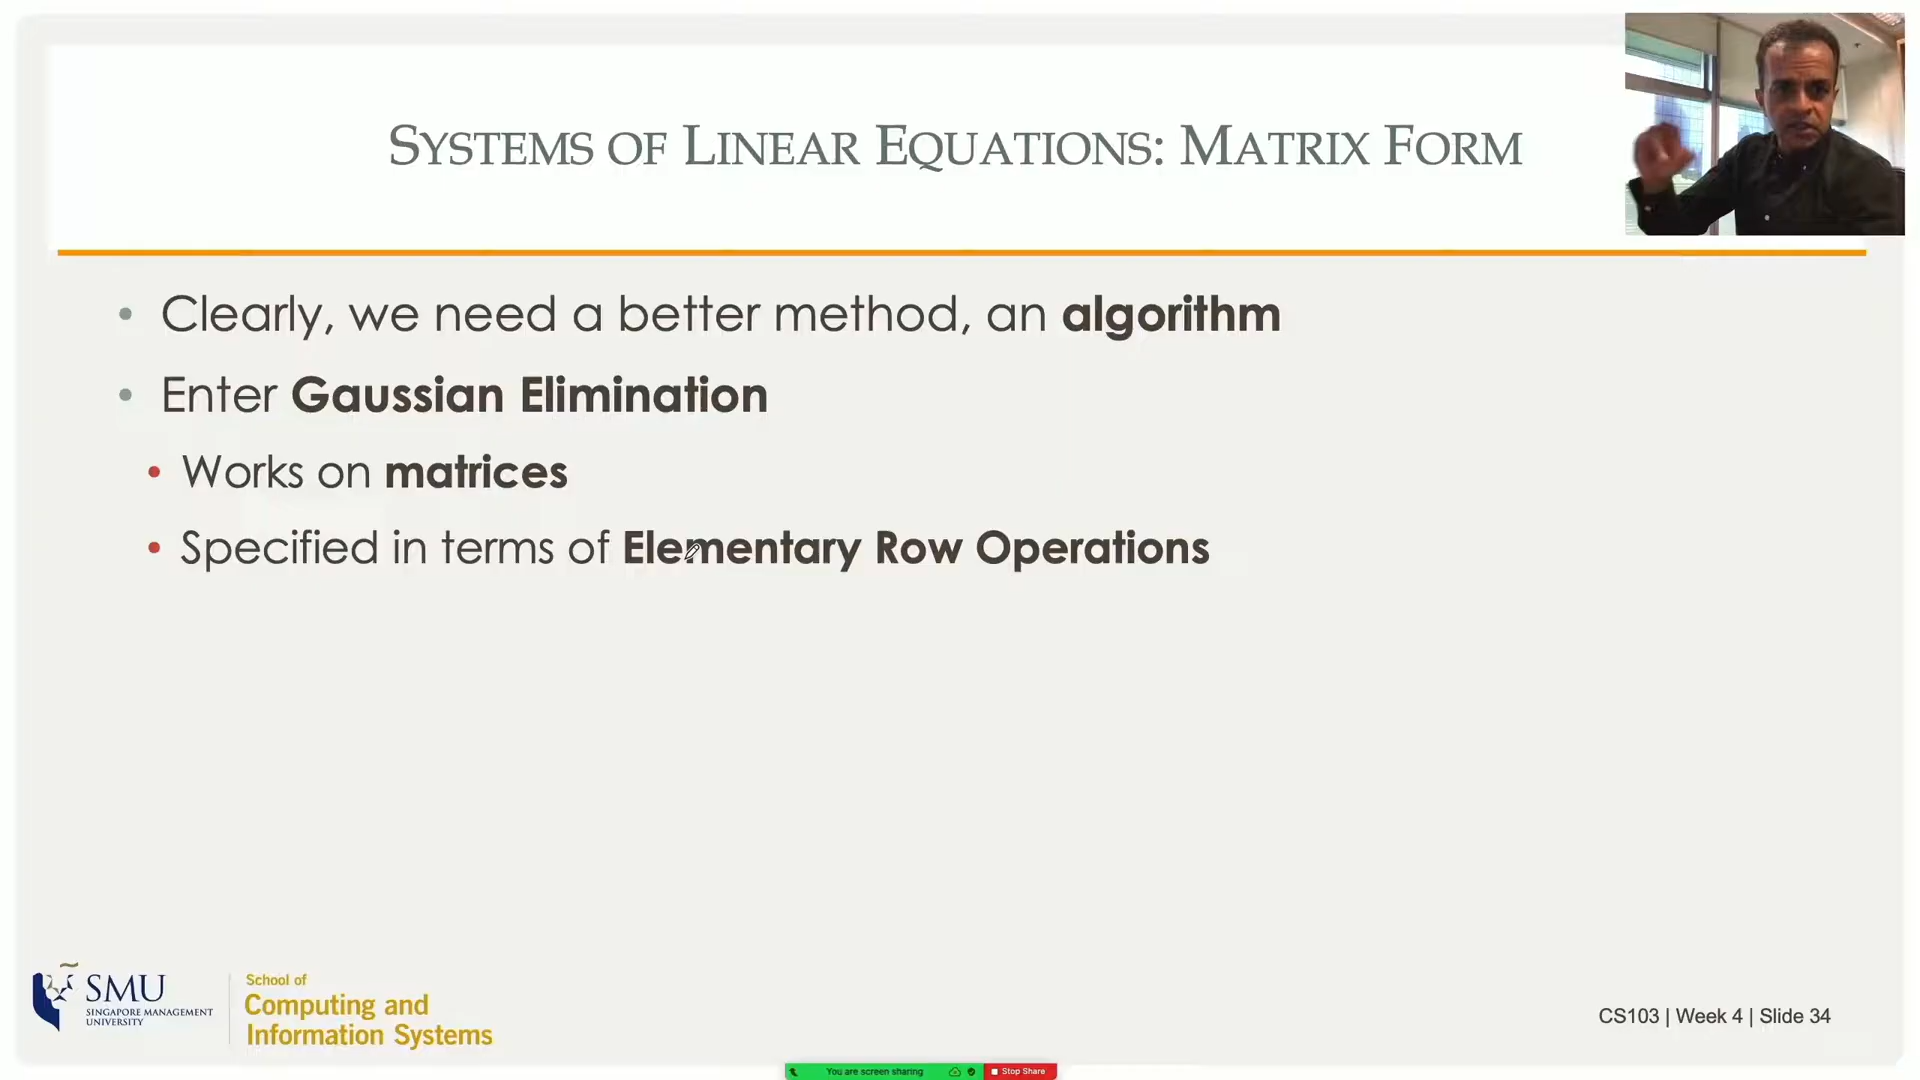 SYSTEMS OF LINEAR EQUATIONS: MATRIX FORM
• Clearly, we need a better method, an algorithm
• Enter Gaussian Elimination
• Works on matrices
• Specified in terms of Elementary Row Operations
SMU
SINGAPORE MANAGEMENT
UNIVERSITY
School of
Computing and
Information Systems
CS103 | Week 4 | Slide 34
You are screen sharing
Stop Share